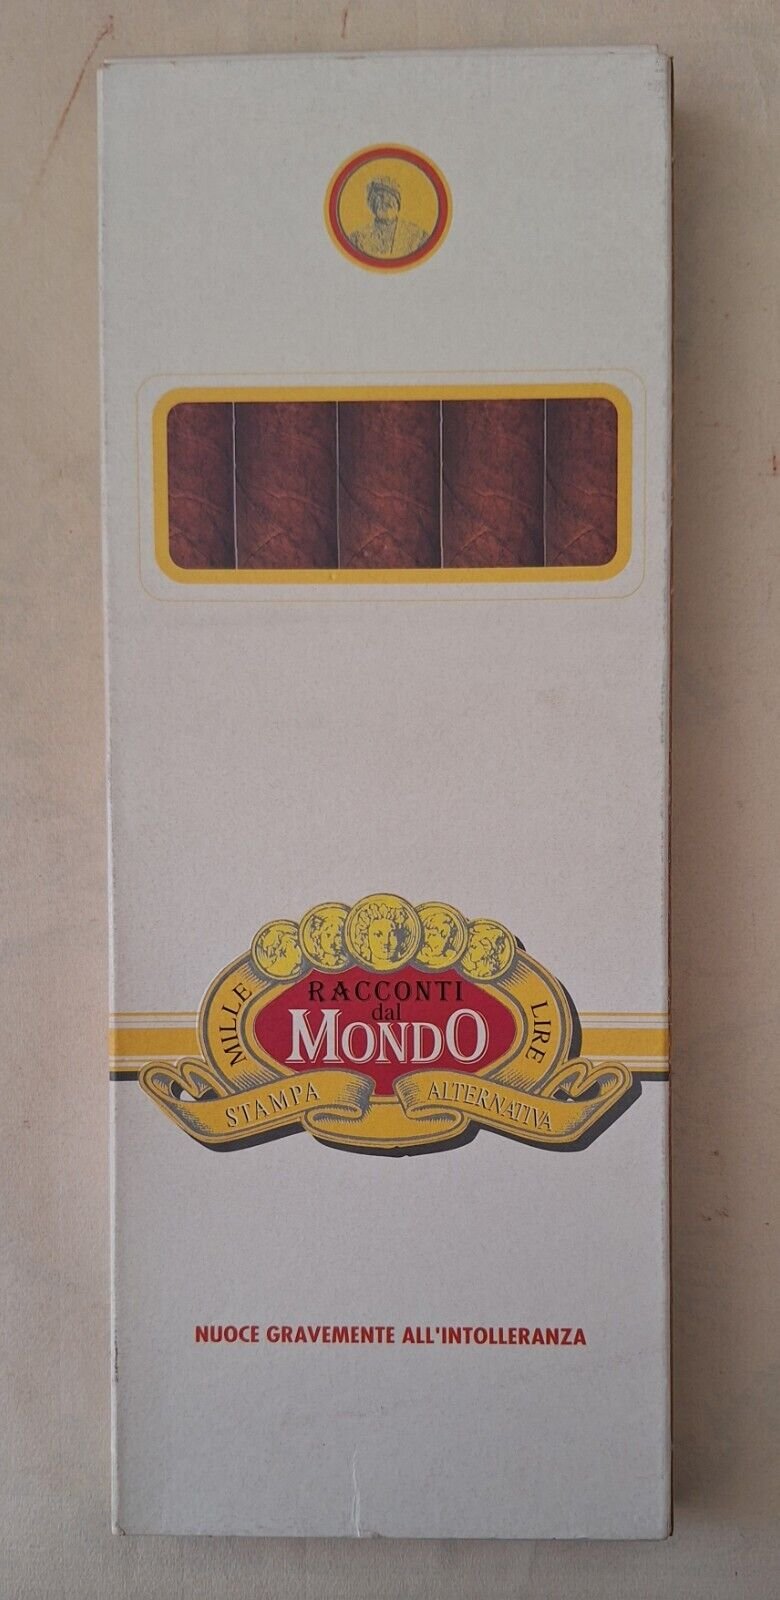 MILLE LIRE
RACCONTI
dal
MONDO
STAMPA ALTERNATIVA
NUOCE GRAVEMENTE ALL'INTOLLERANZA